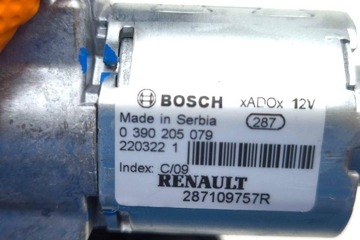 BOSCH xADOx 12V
Made in Serbia 287
0 390 205 079
220322 1
Index: C/09
RENAULT
287109757R